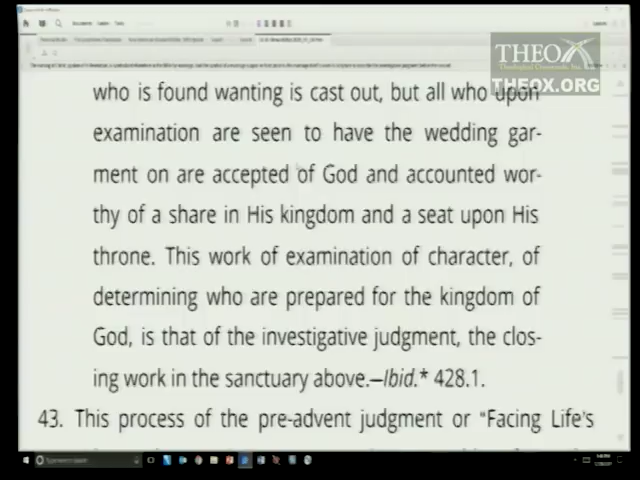 THEOX
THEOX.ORG
who is found wanting is cast out, but all who upon
examination are seen to have the wedding gar-
ment on are accepted of God and accounted wor-
thy of a share in His kingdom and a seat upon His
throne. This work of examination of character, of
determining who are prepared for the kingdom of
God, is that of the investigative judgment, the clos-
ing work in the sanctuary above.—Ibid.* 428.1.
43. This process of the pre-advent judgment or "Facing Life's